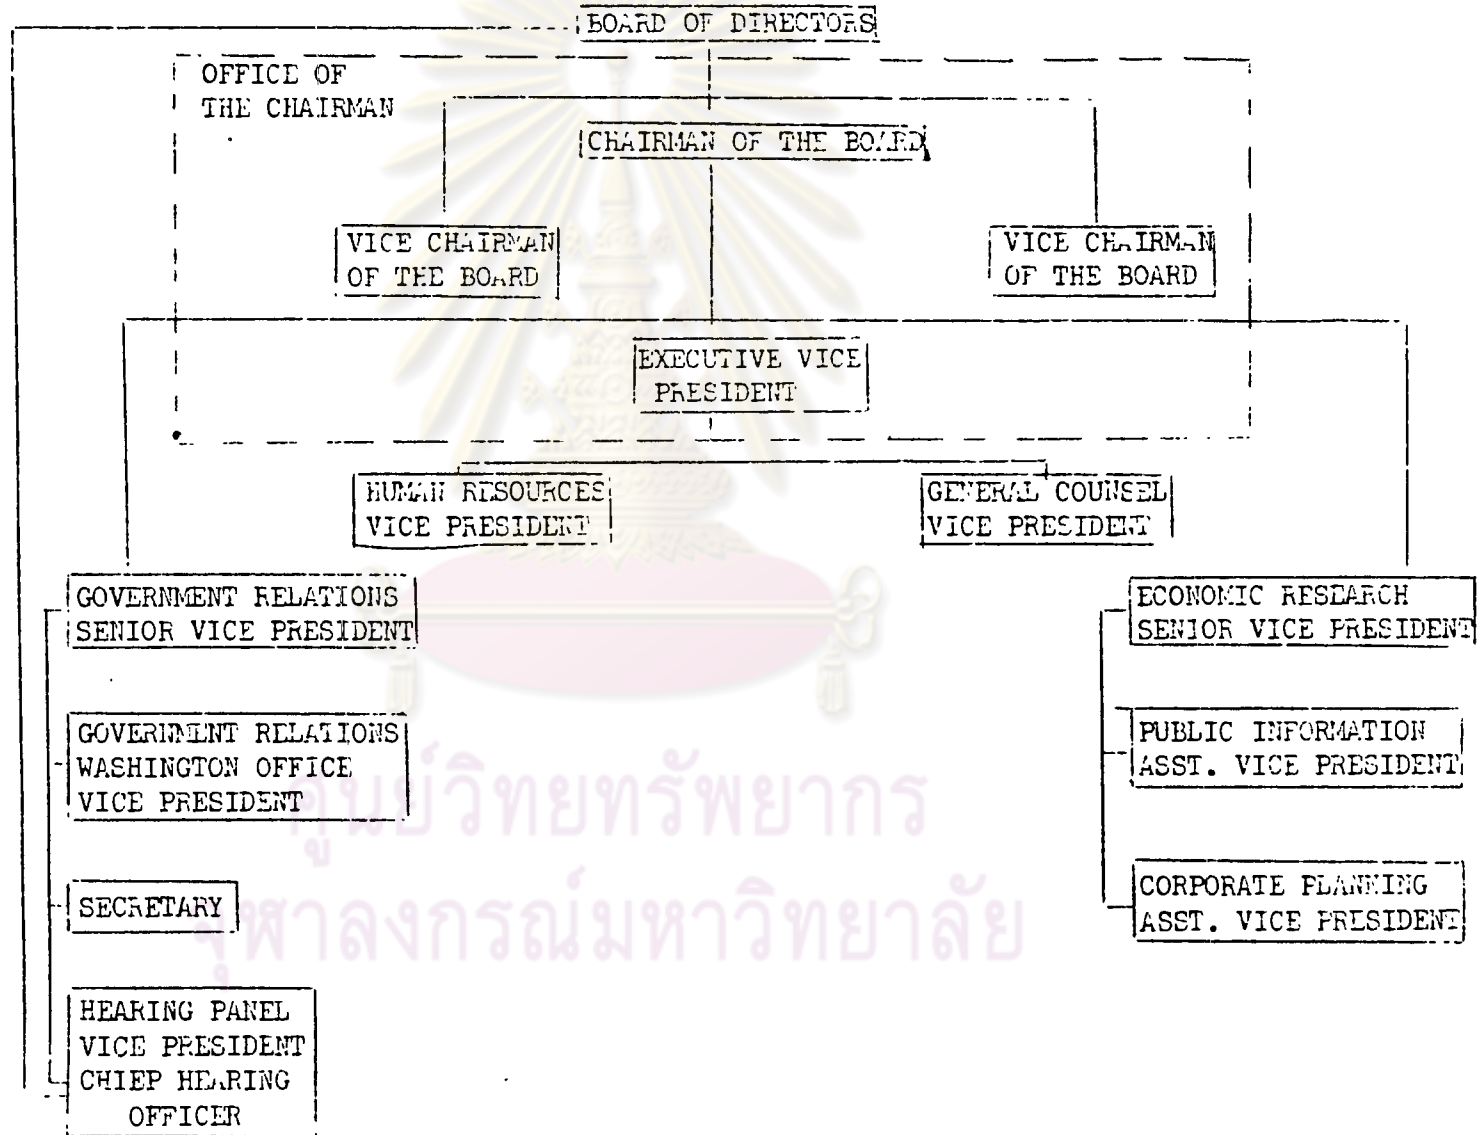 BOARD OF DIRECTORS
OFFICE OF
THE CHAIRMAN
CHAIRMAN OF THE BOARD
VICE CHAIRMAN
OF THE BOARD
VICE CHAIRMAN
OF THE BOARD
EXECUTIVE VICE
PRESIDENT
HUMAN RESOURCES
VICE PRESIDENT
GENERAL COUNSEL
VICE PRESIDENT
GOVERNMENT RELATIONS
SENIOR VICE PRESIDENT
ECONOMIC RESEARCH
SENIOR VICE PRESIDENT
GOVERNMENT RELATIONS
WASHINGTON OFFICE
VICE PRESIDENT
PUBLIC INFORMATION
ASST. VICE PRESIDENT
SECRETARY
CORPORATE PLANNING
ASST. VICE PRESIDENT
HEARING PANEL
VICE PRESIDENT
CHIEP HEARING
OFFICER
ศูนย์วิทยทรัพยากร
จุฬาลงกรณ์มหาวิทยาลัย